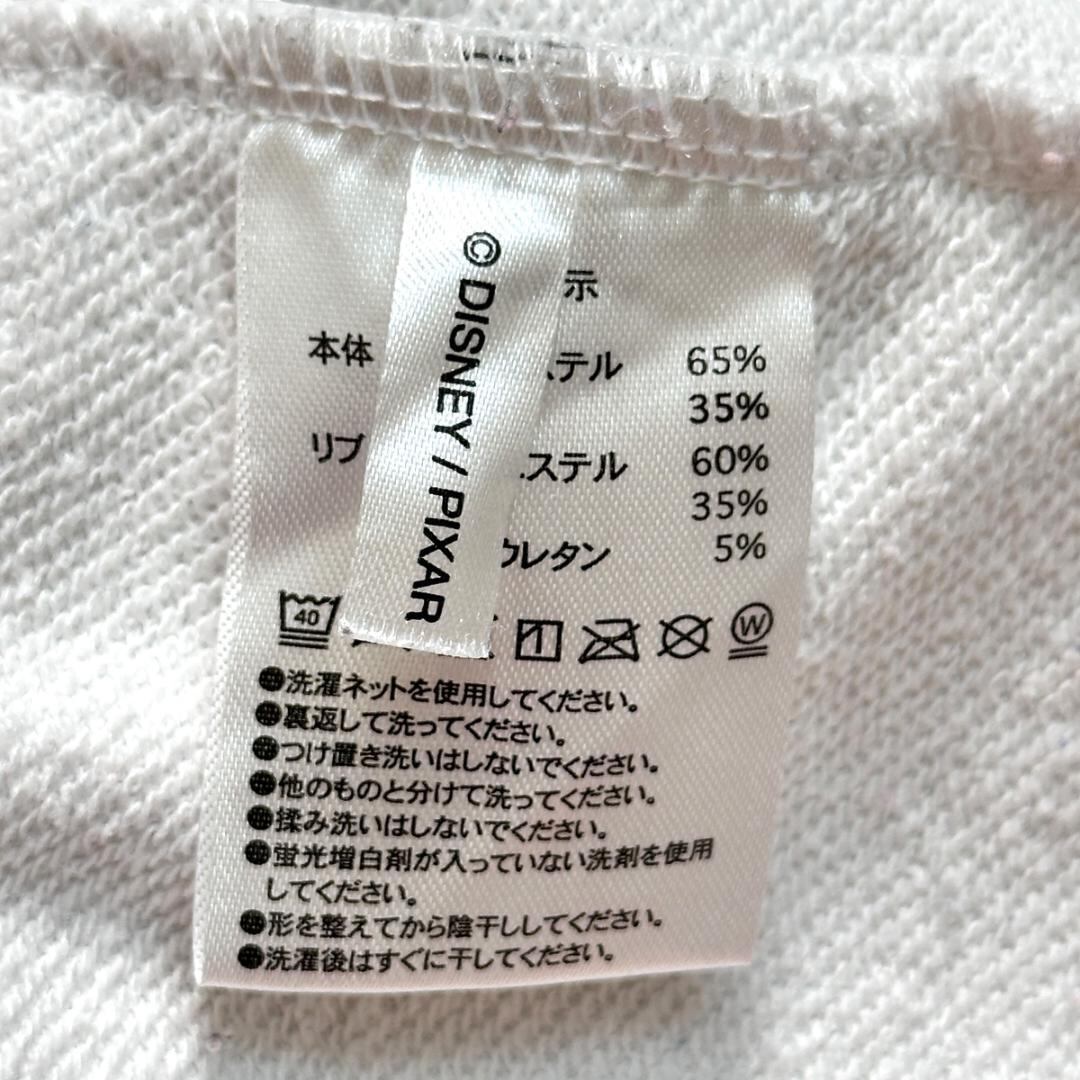 © DISNEY / PIXAR
示
本体 ステル 65%
35%
リブ エステル 60%
35%
ウレタン 5%
40
W
●洗濯ネットを使用してください。
●裏返して洗ってください。
●つけ置き洗いはしないでください。
●他のものと分けて洗ってください。
●揉み洗いはしないでください。
●蛍光増白剤が入っていない洗剤を使用
してください。
●形を整えてから陰干ししてください。
●洗濯後はすぐに干してください。